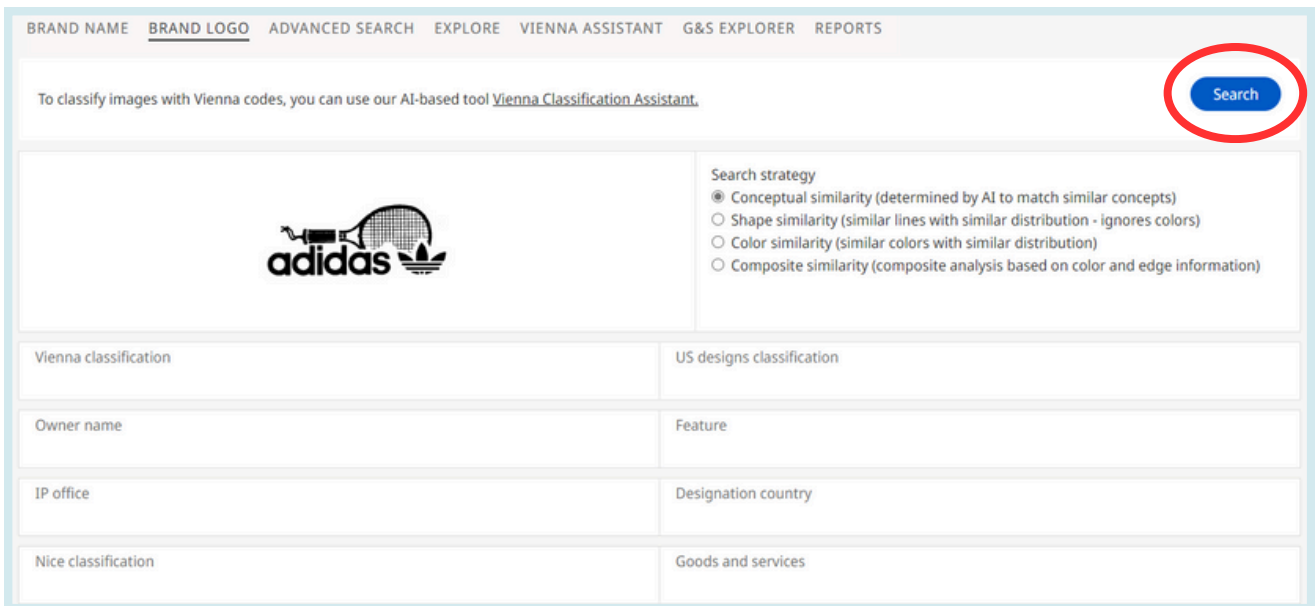 BRAND NAME BRAND LOGO ADVANCED SEARCH EXPLORE VIENNA ASSISTANT G&S EXPLORER REPORTS
To classify images with Vienna codes, you can use our AI-based tool Vienna Classification Assistant.
Search
adidas
Search strategy
Conceptual similarity (determined by AI to match similar concepts)
Shape similarity (similar lines with similar distribution - ignores colors)
Color similarity (similar colors with similar distribution)
Composite similarity (composite analysis based on color and edge information)
Vienna classification
US designs classification
Owner name
Feature
IP office
Designation country
Nice classification
Goods and services